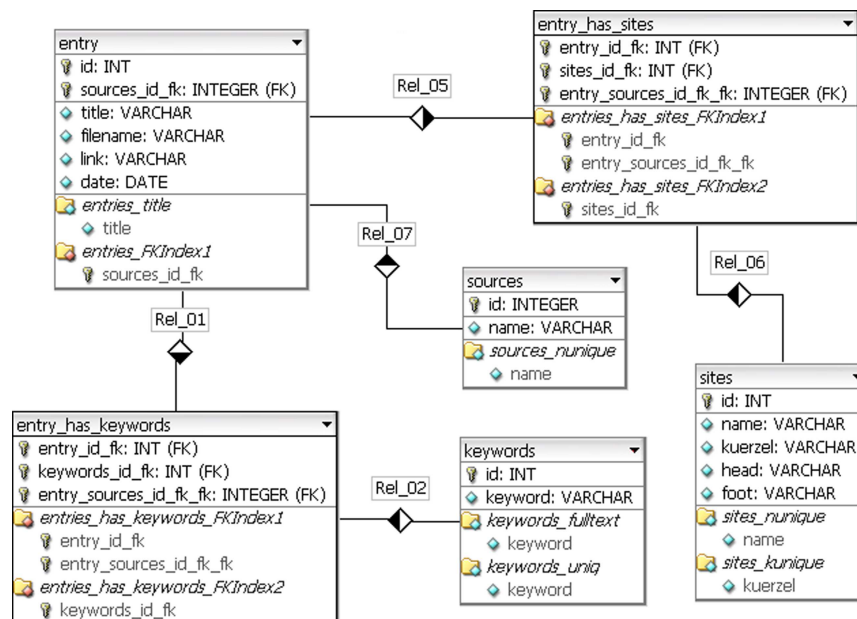 entry
id: INT
sources_id_fk: INTEGER (FK)
title: VARCHAR
filename: VARCHAR
link: VARCHAR
date: DATE
entries_title
title
entries_FKIndex1
sources_id_fk
Rel_05
entry_has_sites
entry_id_fk: INT (FK)
sites_id_fk: INT (FK)
entry_sources_id_fk_fk: INTEGER (FK)
entries_has_sites_FKIndex1
entry_id_fk
entry_sources_id_fk_fk
entries_has_sites_FKIndex2
sites_id_fk
Rel_07
Rel_06
sources
id: INTEGER
name: VARCHAR
sources_nunique
name
Rel_01
sites
id: INT
name: VARCHAR
kuerzel: VARCHAR
head: VARCHAR
foot: VARCHAR
sites_nunique
name
sites_kunique
kuerzel
entry_has_keywords
entry_id_fk: INT (FK)
keywords_id_fk: INT (FK)
entry_sources_id_fk_fk: INTEGER (FK)
entries_has_keywords_FKIndex1
entry_id_fk
entry_sources_id_fk_fk
entries_has_keywords_FKIndex2
keywords_id_fk
Rel_02
keywords
id: INT
keyword: VARCHAR
keywords_fulltext
keyword
keywords_uniq
keyword